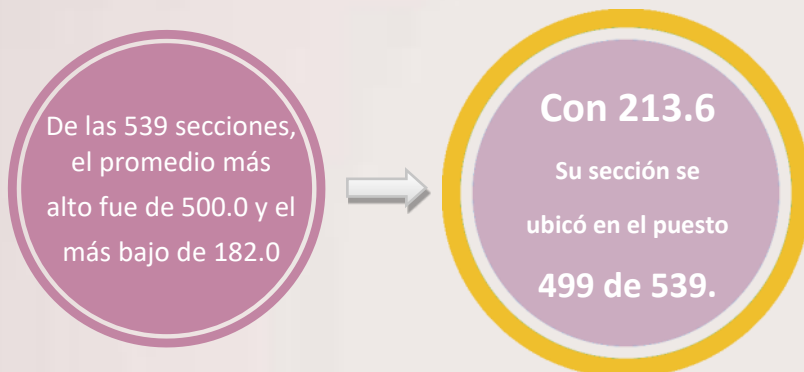 De las 539 secciones,
el promedio más
alto fue de 500.0 y el
más bajo de 182.0
Con 213.6
Su sección se
ubicó en el puesto
499 de 539.